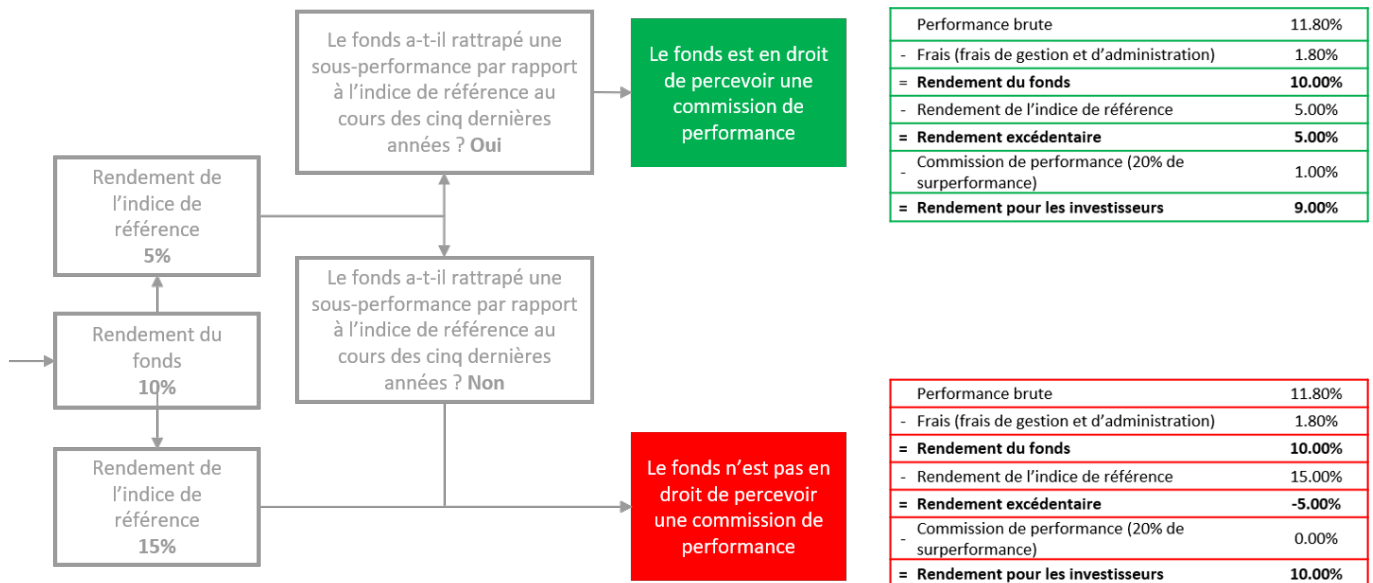 Le fonds a-t-il rattrapé une
sous-performance par rapport
à l'indice de référence au
cours des cinq dernières
années ? Oui
Le fonds est en droit
de percevoir une
commission de
performance
Performance brute 11.80%
- Frais (frais de gestion et d'administration) 1.80%
= Rendement du fonds 10.00%
- Rendement de l'indice de référence 5.00%
= Rendement excédentaire 5.00%
- Commission de performance (20% de
surperformance) 1.00%
= Rendement pour les investisseurs 9.00%
Rendement de
l'indice de
référence
5%
Le fonds a-t-il rattrapé une
sous-performance par rapport
à l'indice de référence au
cours des cinq dernières
années ? Non
Rendement du
fonds
10%
Rendement de
l'indice de
référence
15%
Le fonds n'est pas en
droit de percevoir
une commission de
performance
Performance brute 11.80%
- Frais (frais de gestion et d'administration) 1.80%
= Rendement du fonds 10.00%
- Rendement de l'indice de référence 15.00%
= Rendement excédentaire -5.00%
- Commission de performance (20% de
surperformance) 0.00%
= Rendement pour les investisseurs 10.00%